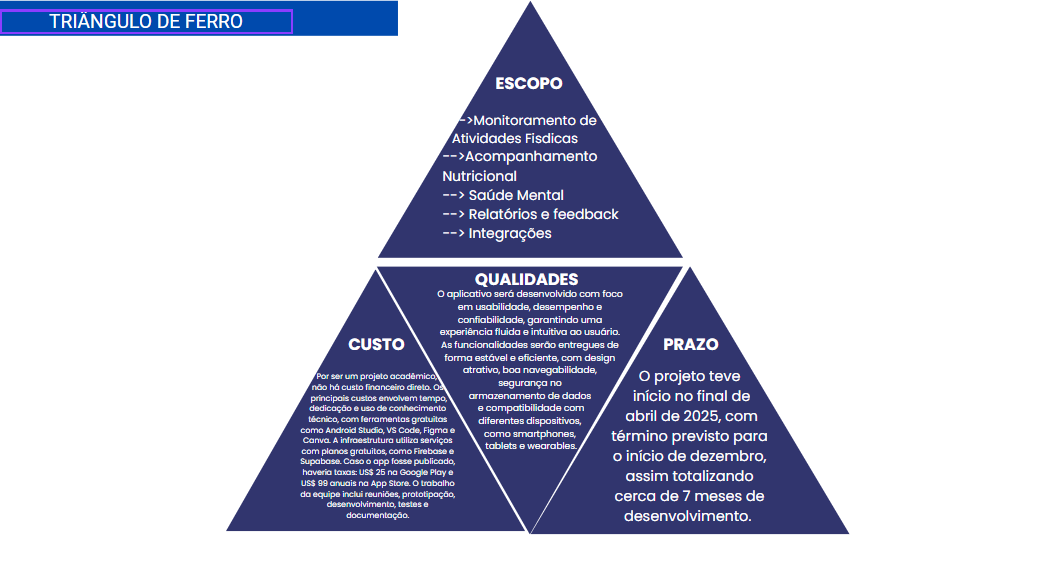 TRIÂNGULO DE FERRO
ESCOPO
->Monitoramento de
Atividades Fisdicas
-->Acompanhamento
Nutricional
--> Saúde Mental
--> Relatórios e feedback
--> Integrações
QUALIDADES
O aplicativo será desenvolvido com foco
em usabilidade, desempenho e
confiabilidade, garantindo uma
experiência fluida e intuitiva ao usuário.
As funcionalidades serão entregues de
forma estável e eficiente, com design
atrativo, boa navegabilidade,
segurança no
armazenamento de dados
e compatibilidade com
diferentes dispositivos,
como smartphones,
tablets e wearables.
CUSTO
Por ser um projeto acadêmico,
não há custo financeiro direto. Os
principais custos envolvem tempo,
dedicação e uso de conhecimento
técnico, com ferramentas gratuitas
como Android Studio, VS Code, Figma e
Canva. A infraestrutura utiliza serviços
com planos gratuitos, como Firebase e
Supabase. Caso o app fosse publicado,
haveria taxas: US$ 25 na Google Play e
US$ 99 anuais na App Store. O trabalho
da equipe inclui reuniões, prototipação,
desenvolvimento, testes e
documentação.
PRAZO
O projeto teve
início no final de
abril de 2025, com
término previsto para
o início de dezembro,
assim totalizando
cerca de 7 meses de
desenvolvimento.